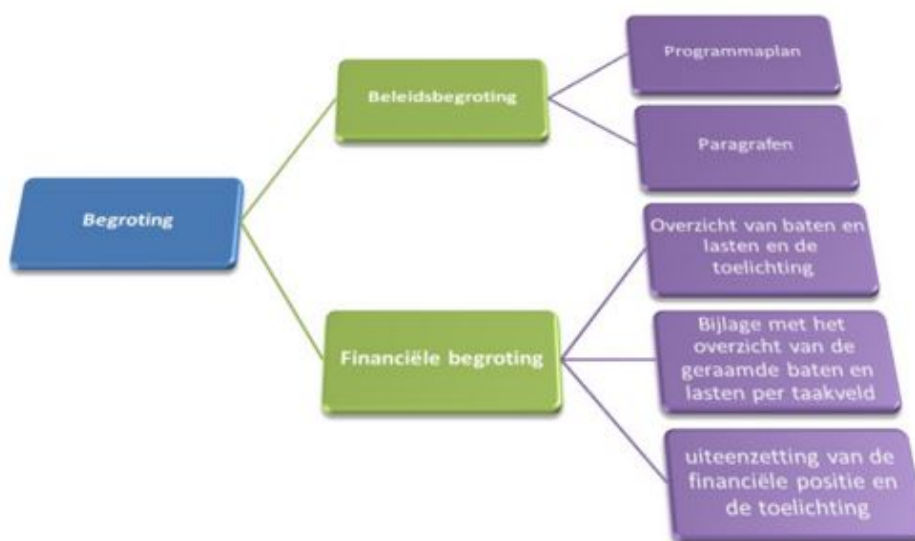 Begroting
Beleidsbegroting
Programmaplan
Paragrafen
Financiële begroting
Overzicht van baten en
lasten en de
toelichting
Bijlage met het
overzicht van de
geraamde baten en
lasten per taakveld
uiteenzetting van de
financiële positie en
de toelichting